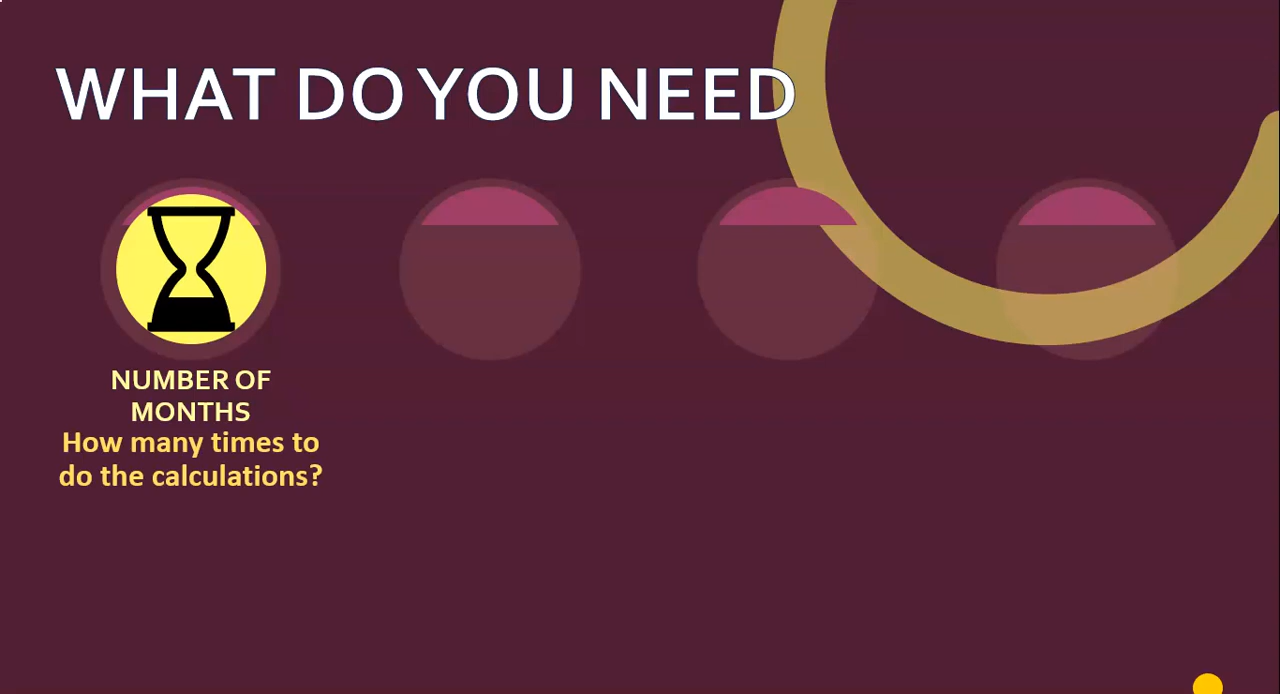 WHAT DO YOU NEED
NUMBER OF
MONTHS
How many times to
do the calculations?